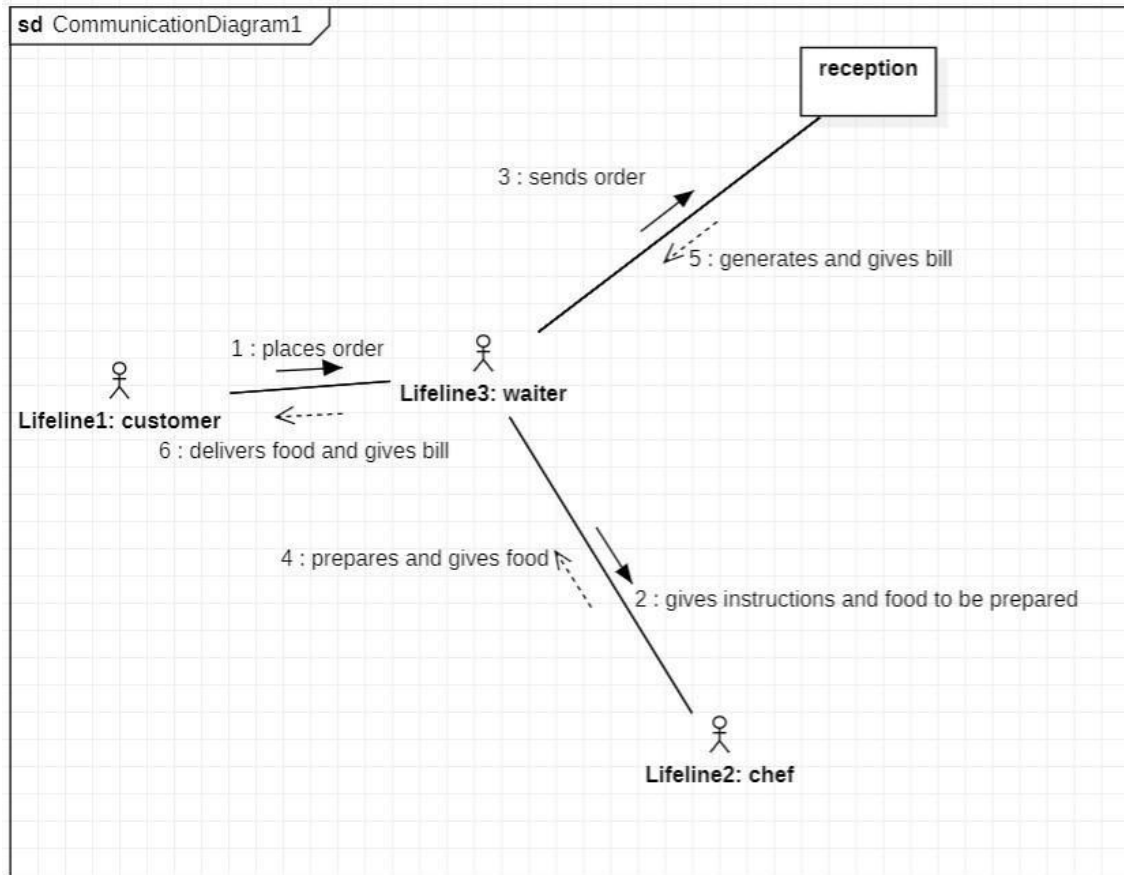 sd CommunicationDiagram1
reception
3 : sends order
5 : generates and gives bill
1 : places order
Lifeline3: waiter
Lifeline1: customer
6 : delivers food and gives bill
4 : prepares and gives food
2 : gives instructions and food to be prepared
Lifeline2: chef